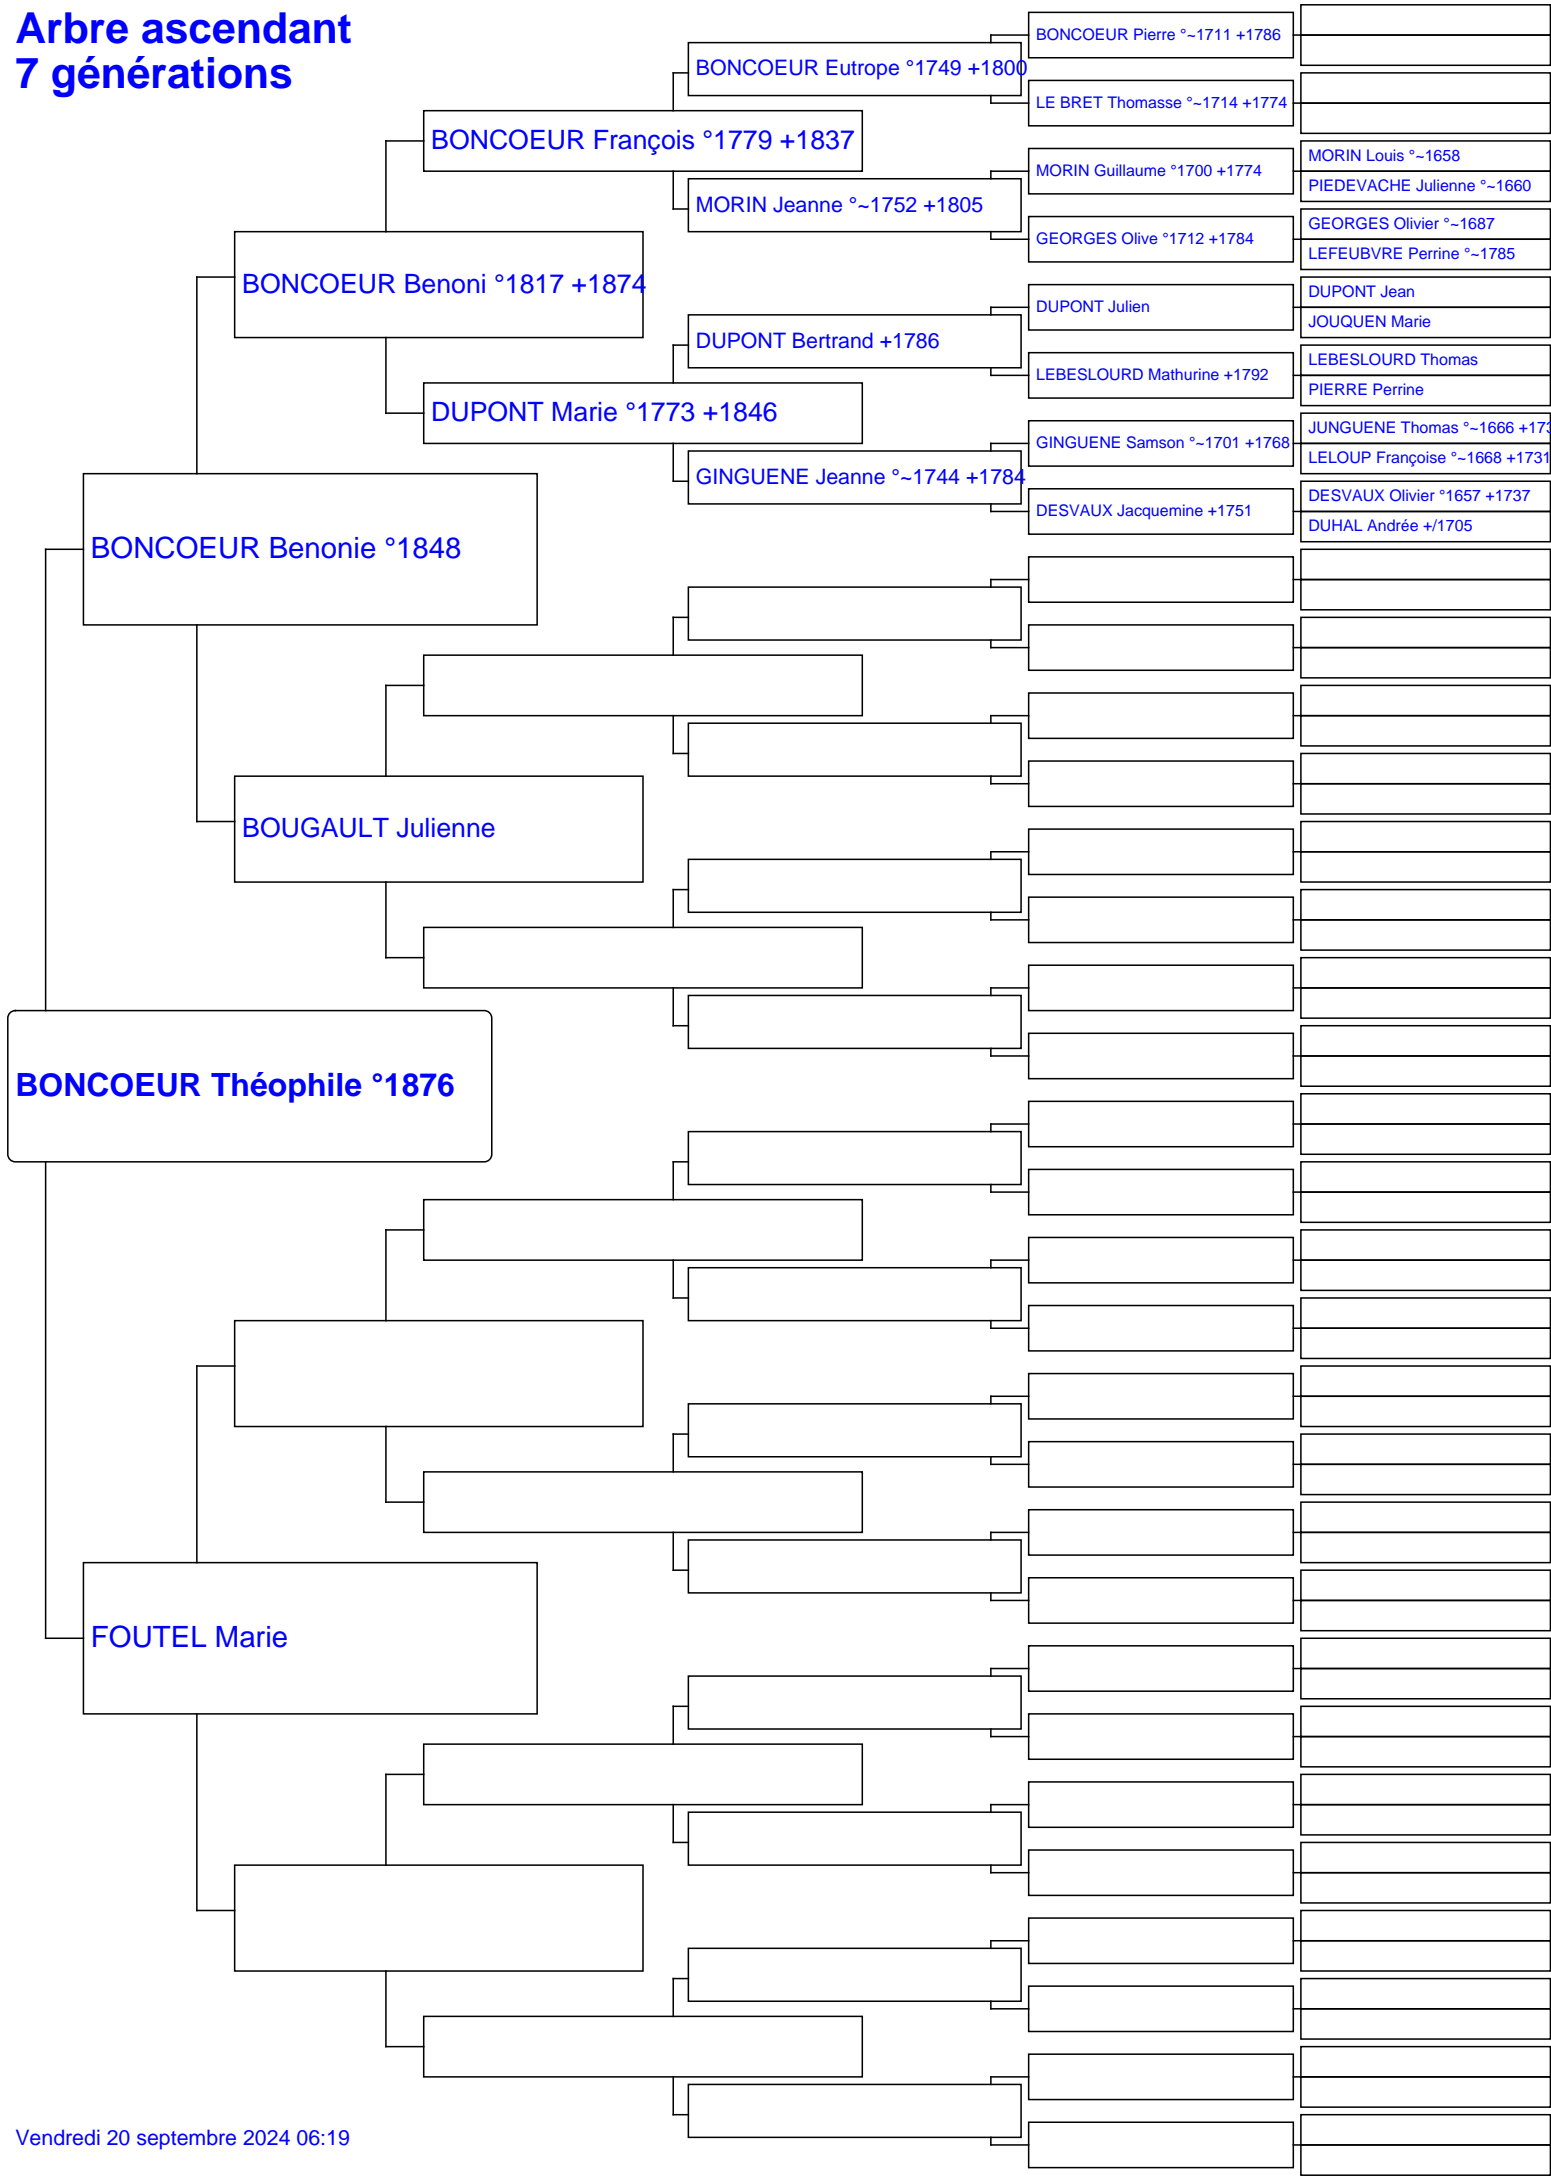 Arbre ascendant
7 générations
BONCOEUR Pierre °~1711 +1786
BONCOEUR Eutrope °1749 +1800
LE BRET Thomasse °~1714 +1774
BONCOEUR François °1779 +1837
MORIN Louis °~1658
MORIN Guillaume °1700 +1774
PIEDEVACHE Julienne °~1660
MORIN Jeanne °~1752 +1805
GEORGES Olivier °~1687
GEORGES Olive °1712 +1784
LEFEUBVRE Perrine °~1785
BONCOEUR Benoni °1817 +1874
DUPONT Jean
DUPONT Julien
JOUQUEN Marie
DUPONT Bertrand +1786
LEBESLOURD Thomas
LEBESLOURD Mathurine +1792
PIERRE Perrine
DUPONT Marie °1773 +1846
JUNGUENE Thomas °~1666 +173
GINGUENE Samson °~1701 +1768
LELOUP Françoise °~1668 +1731
GINGUENE Jeanne °~1744 +1784
DESVAUX Olivier °1657 +1737
DESVAUX Jacquemine +1751
DUHAL Andrée +/1705
BONCOEUR Benonie °1848
BOUGAULT Julienne
BONCOEUR Théophile °1876
FOUTEL Marie
Vendredi 20 septembre 2024 06:19